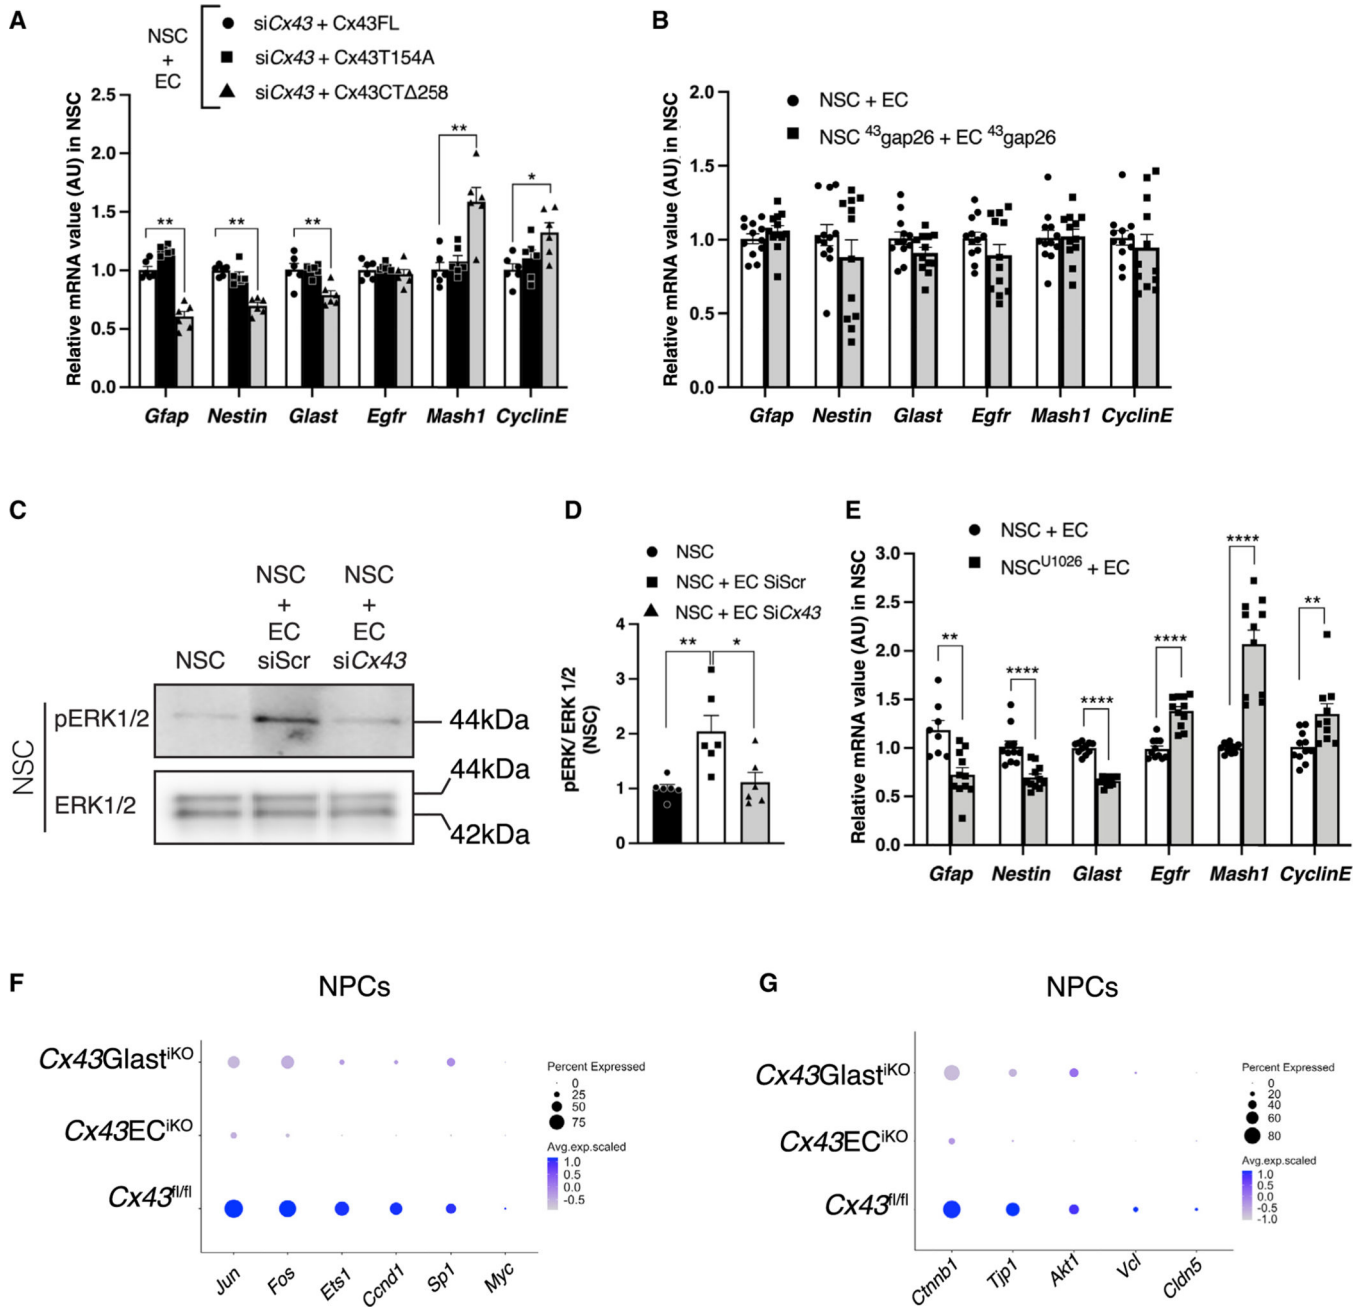 A
NSC
+
EC
siCx43 + Cx43FL
siCx43 + Cx43T154A
siCx43 + Cx43CTΔ258
Relative mRNA value (AU) in NSC
2.5
2.0
1.5
1.0
0.5
0.0
**
**
**
**
*
Gfap Nestin Glast Egfr Mash1 CyclinE
B
NSC + EC
NSC 43gap26 + EC 43gap26
Relative mRNA value (AU) in NSC
2.0
1.5
1.0
0.5
0.0
Gfap Nestin Glast Egfr Mash1 CyclinE
C
NSC
NSC + EC siScr
NSC + EC siCx43
NSC
pERK1/2
ERK1/2
44kDa
44kDa
42kDa
D
NSC
NSC + EC SiScr
NSC + EC SiCx43
pERK/ ERK 1/2
(NSC)
4
3
2
1
0
**
*
E
NSC + EC
NSCU1026 + EC
Relative mRNA value (AU) in NSC
3.0
2.5
2.0
1.5
1.0
0.5
0.0
**
****
****
****
****
**
Gfap Nestin Glast Egfr Mash1 CyclinE
F
NPCs
Cx43GlastiKO
Cx43ECiKO
Cx43fl/fl
Jun Fos Ets1 Ccnd1 Sp1 Myc
Percent Expressed
0
25
50
75
Avg.exp.scaled
1.0
0.5
0.0
-0.5
G
NPCs
Cx43GlastiKO
Cx43ECiKO
Cx43fl/fl
Ctnnb1 Tjp1 Akt1 Vcl Cldn5
Percent Expressed
0
20
40
60
80
Avg.exp.scaled
1.0
0.5
0.0
-0.5
-1.0